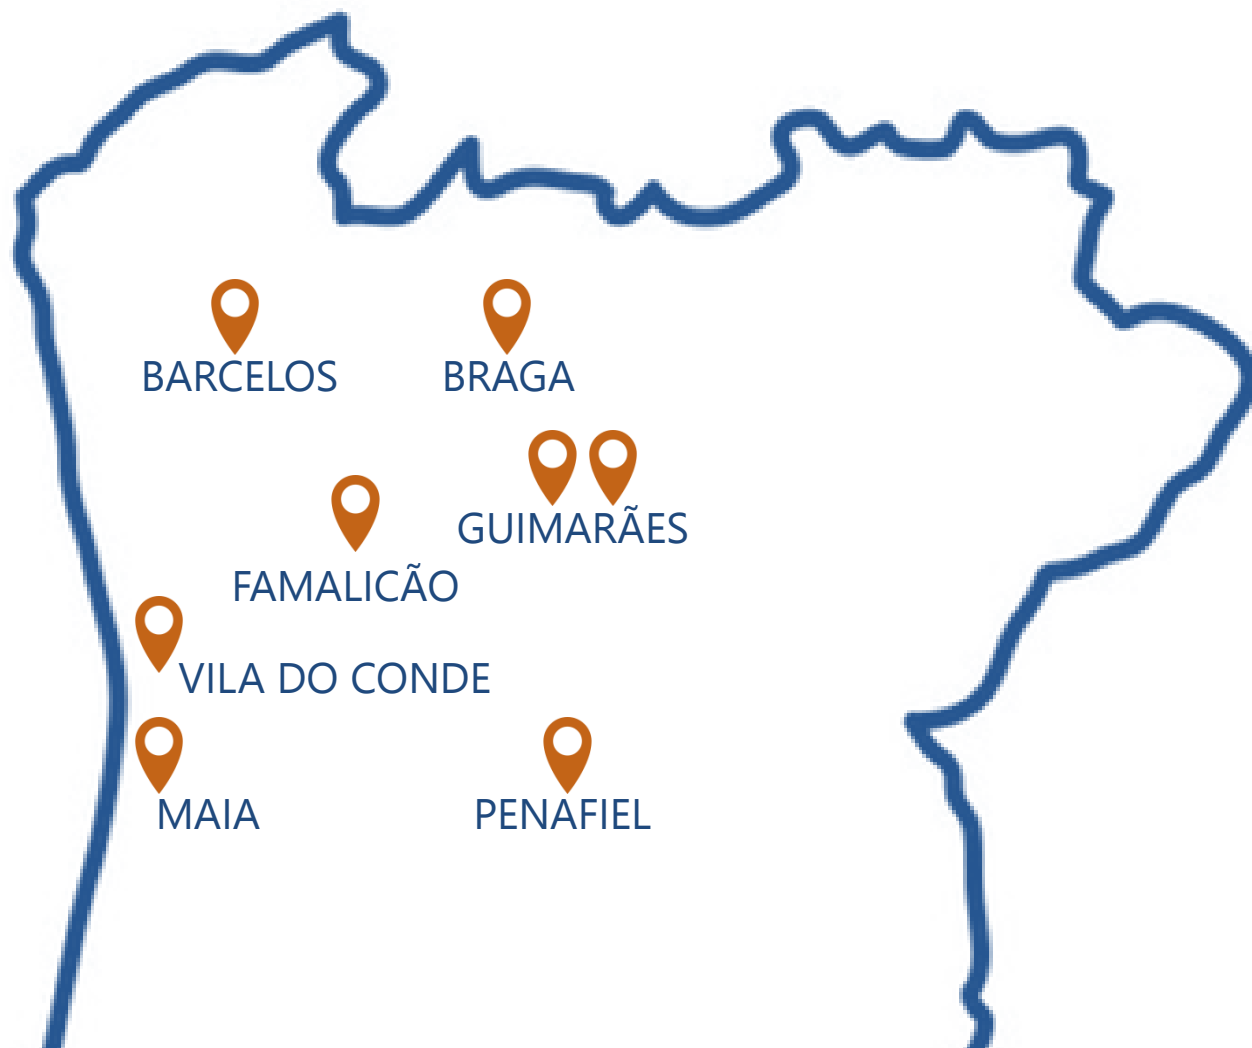 BARCELOS
BRAGA
GUIMARÃES
FAMALICÃO
VILA DO CONDE
MAIA
PENAFIEL